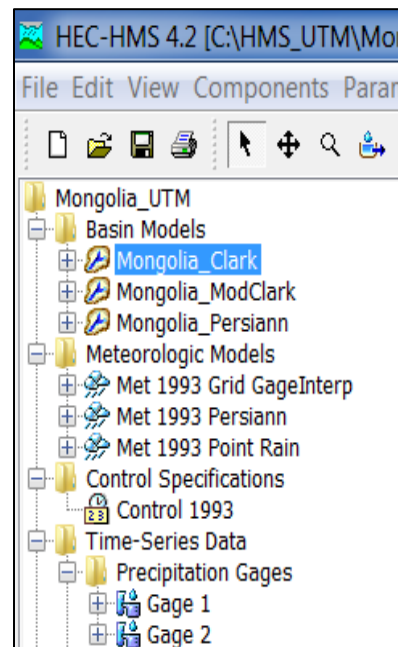 HEC-HMS 4.2 [C:\HMS_UTM\Mon
File Edit View Components Param
Mongolia_UTM
Basin Models
Mongolia_Clark
Mongolia_ModClark
Mongolia_Persiann
Meteorologic Models
Met 1993 Grid GageInterp
Met 1993 Persiann
Met 1993 Point Rain
Control Specifications
Control 1993
Time-Series Data
Precipitation Gages
Gage 1
Gage 2